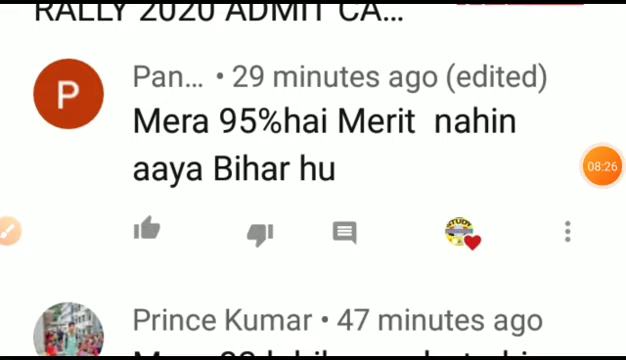 RALLY 2020 ADMIT CA...
P
Pan... • 29 minutes ago (edited)
Mera 95%hai Merit nahin
aaya Bihar hu
08:26
STUDY
Prince Kumar • 47 minutes ago